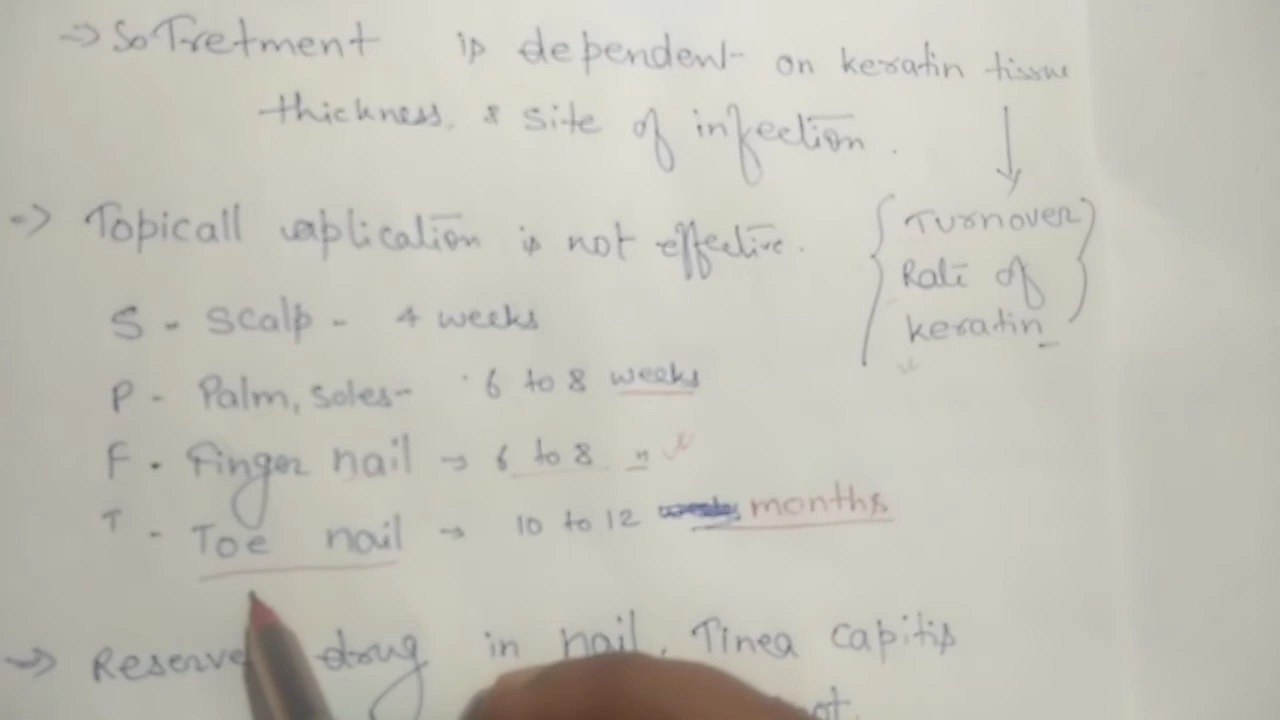 => So Tretment is dependent on keratin tissue
thickness. & site of infection.
=> Topicall aplication is not effective.
{ Turnover
Rate of
keratin }
S - Scalp - 4 weeks
P - Palm, soles - 6 to 8 weeks
F - Finger nail -> 6 to 8 "
T - Toe nail -> 10 to 12 months
=> Reserve drug in nail, Tinea capitis
not